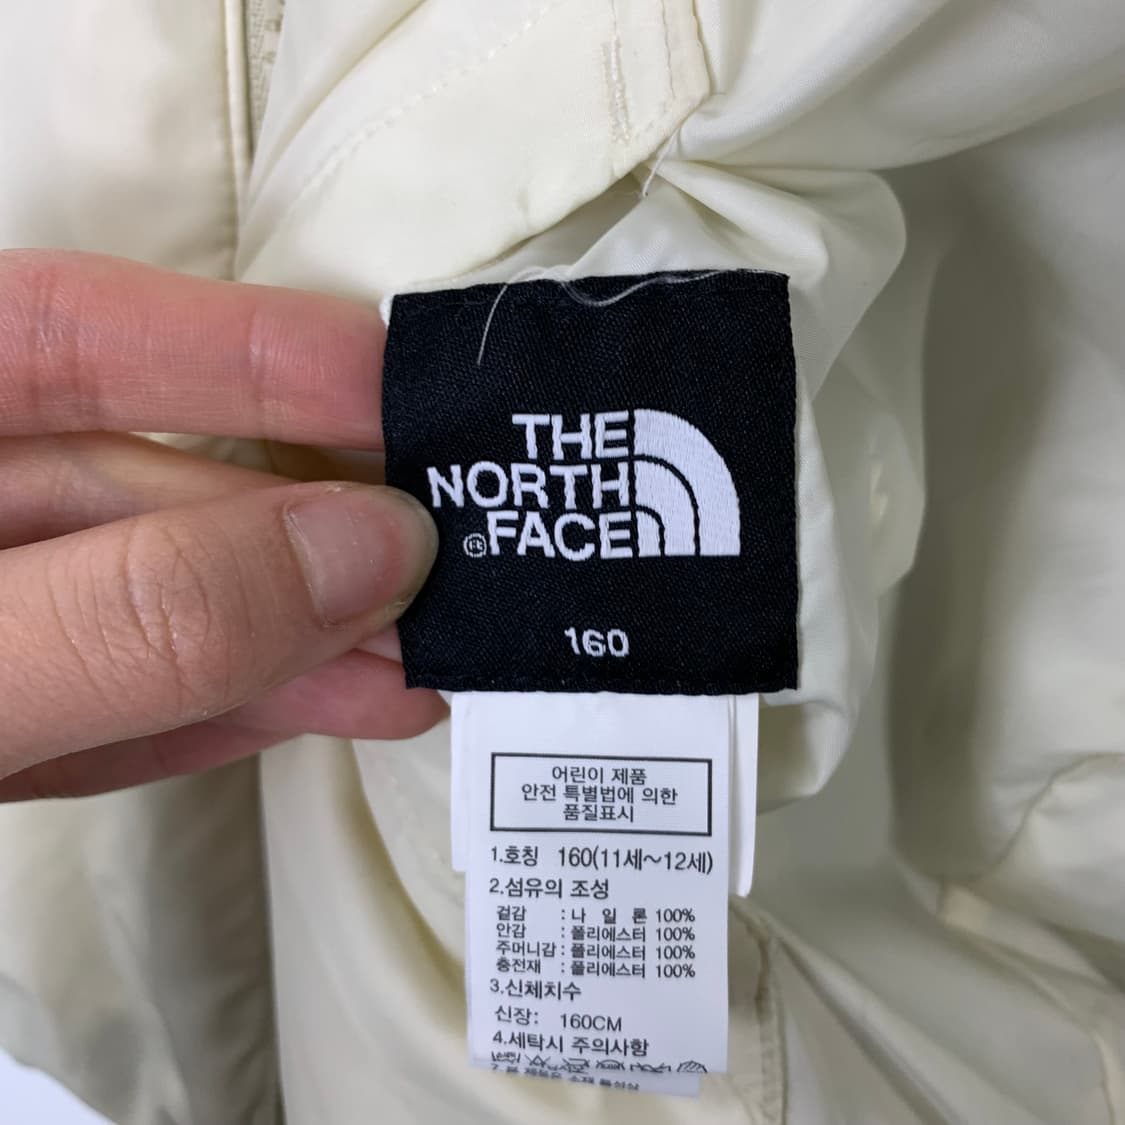 THE
NORTH
®FACE
160
어린이 제품
안전 특별법에 의한
품질표시
1.호칭 160(11세~12세)
2.섬유의 조성
겉감 : 나 일 론 100%
안감 : 폴리에스터 100%
주머니감 : 폴리에스터 100%
충전재 : 폴리에스터 100%
3.신체치수
신장: 160CM
4.세탁시 주의사항